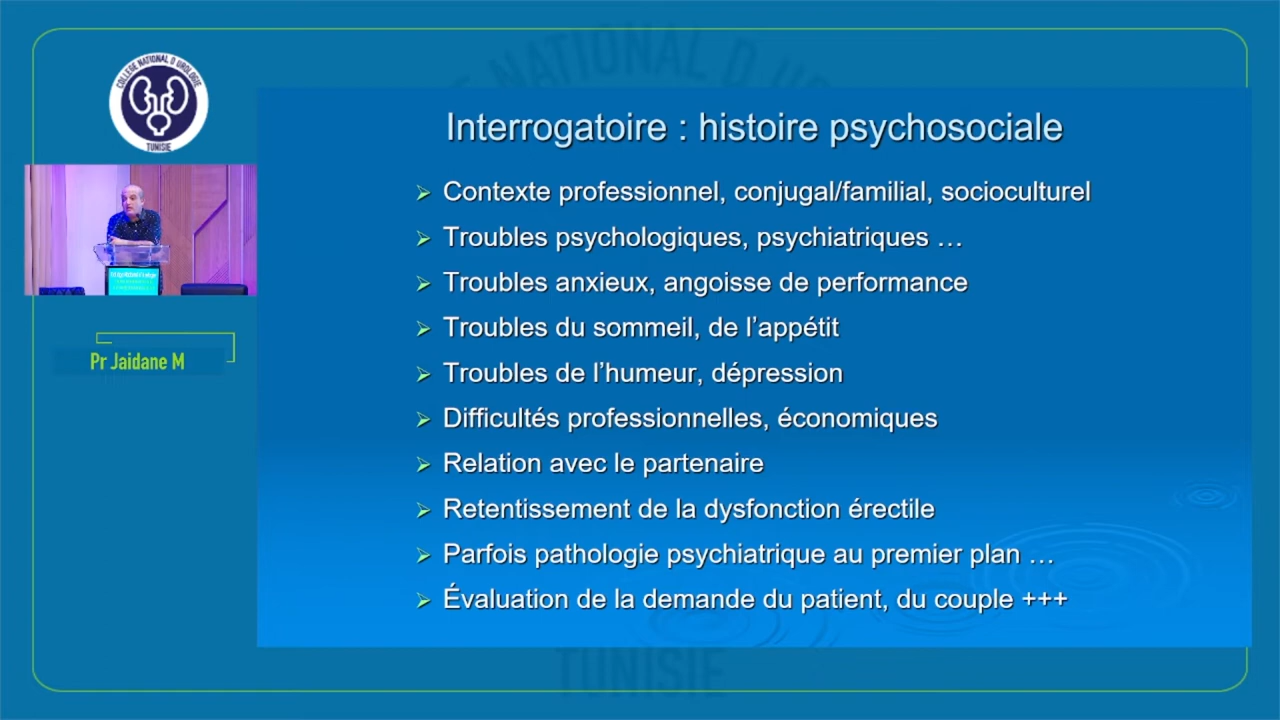 COLLÈGE NATIONAL D UROLOGIE
TUNISIE
Pr Jaidane M
Interrogatoire : histoire psychosociale
Contexte professionnel, conjugal/familial, socioculturel
Troubles psychologiques, psychiatriques …
Troubles anxieux, angoisse de performance
Troubles du sommeil, de l’appétit
Troubles de l’humeur, dépression
Difficultés professionnelles, économiques
Relation avec le partenaire
Retentissement de la dysfonction érectile
Parfois pathologie psychiatrique au premier plan …
Évaluation de la demande du patient, du couple +++
TUNISIE